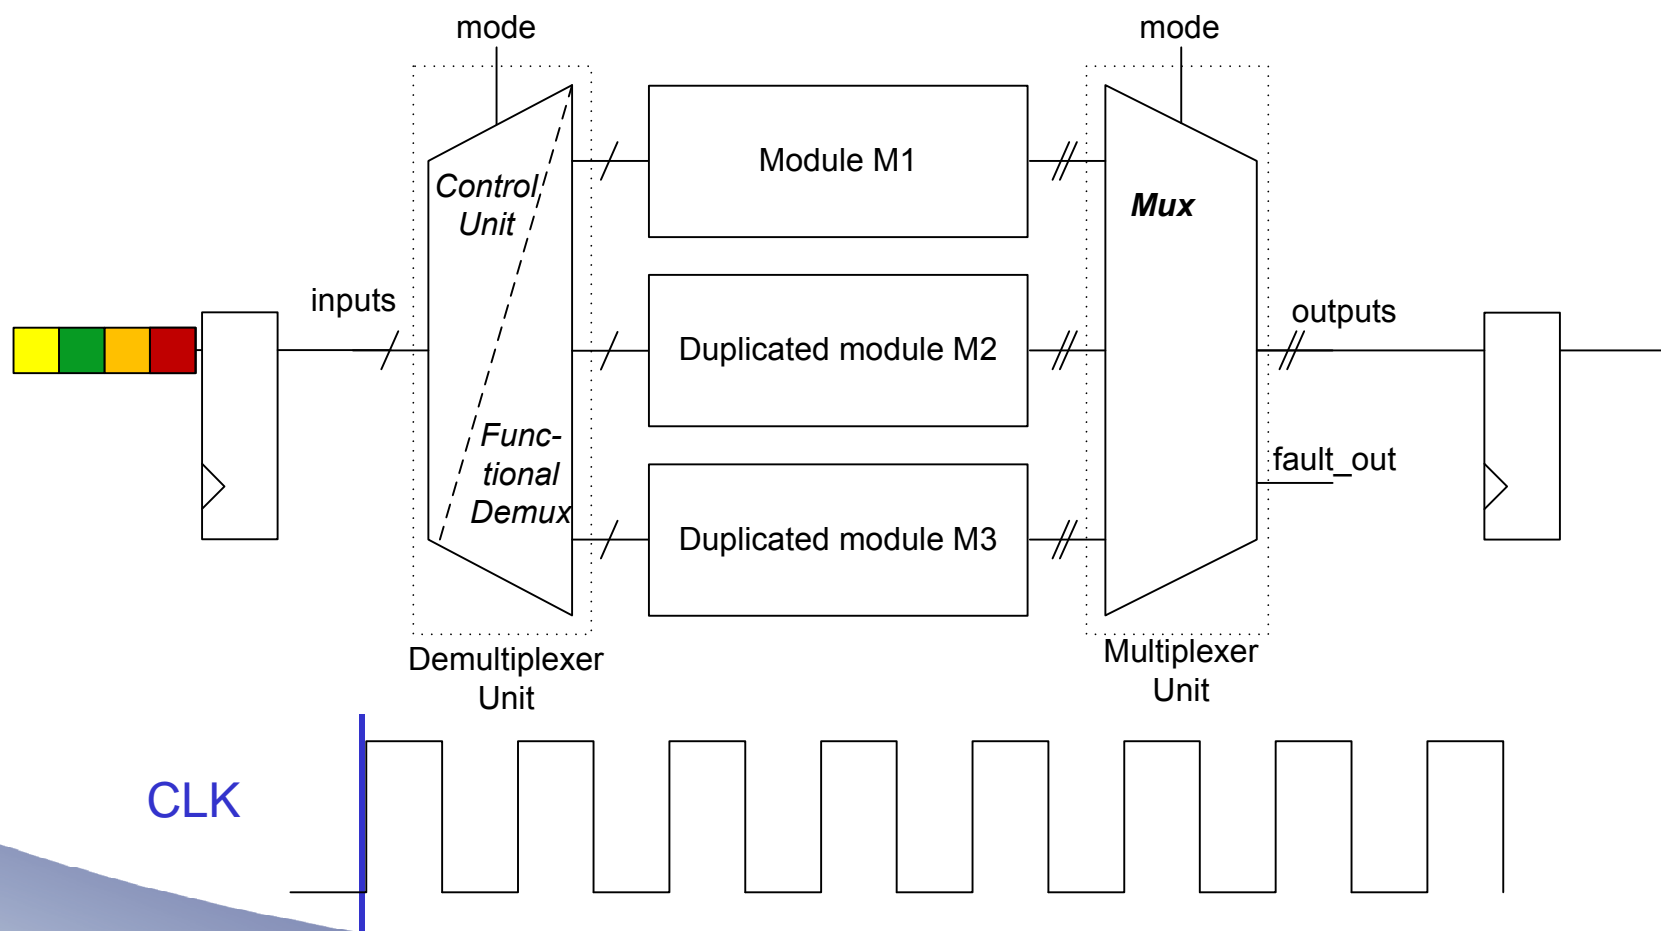 mode
mode
Control
Unit
Module M1
Mux
inputs
outputs
Duplicated module M2
Func-
tional
Demux
fault_out
Duplicated module M3
Demultiplexer
Unit
Multiplexer
Unit
CLK